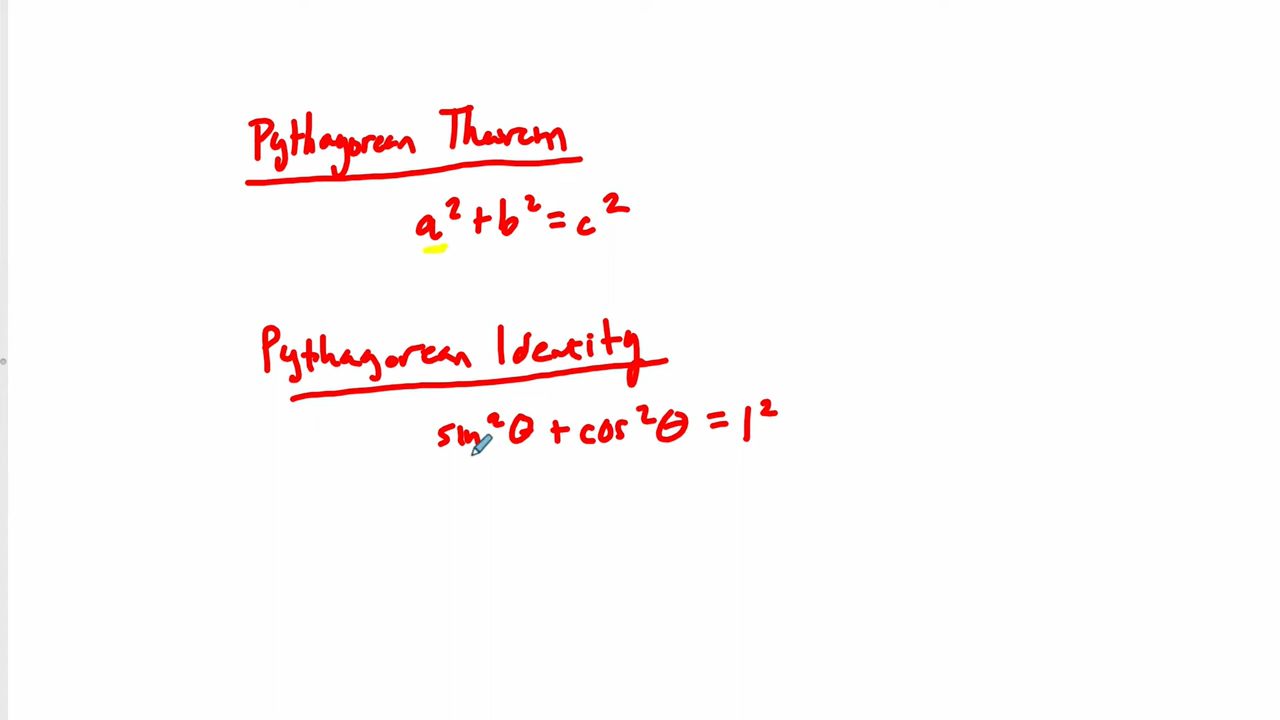 Pythagorean Theorem
a² + b² = c²
Pythagorean Identity
sin²θ + cos²θ = 1²